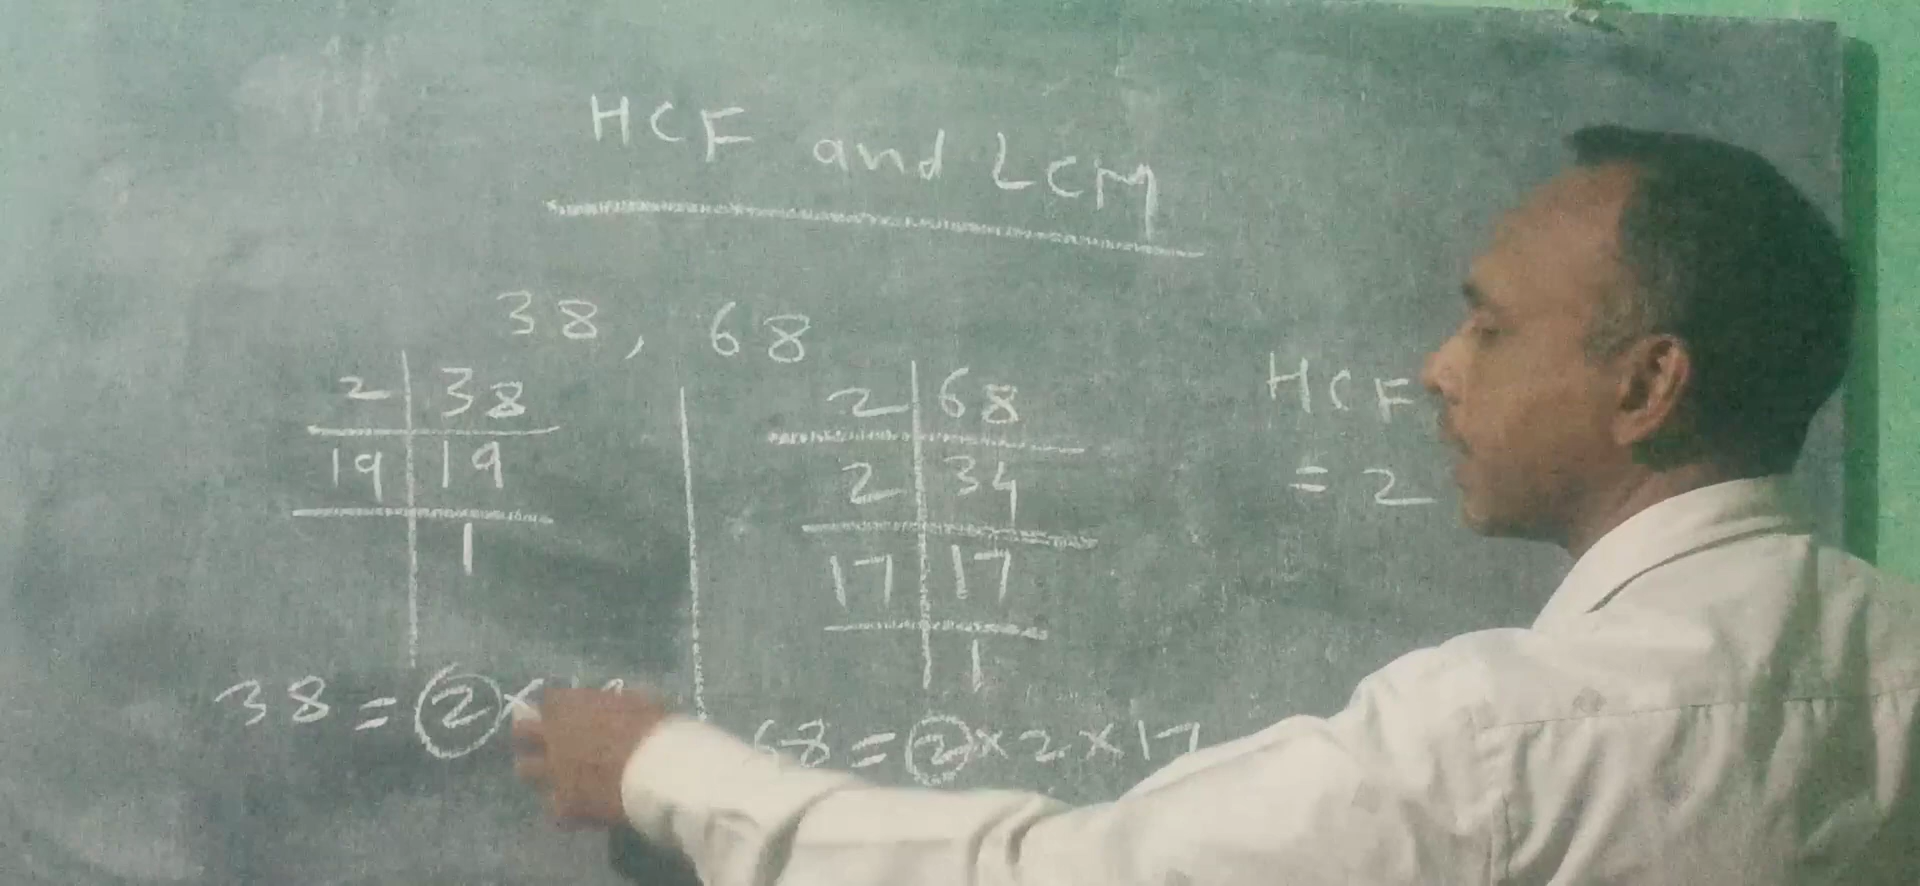 HCF and LCM
38, 68
2 38
19 19
1
2 68
2 34
17 17
1
HCF
= 2
38 = 2 ×
68 = 2 × 2 × 17